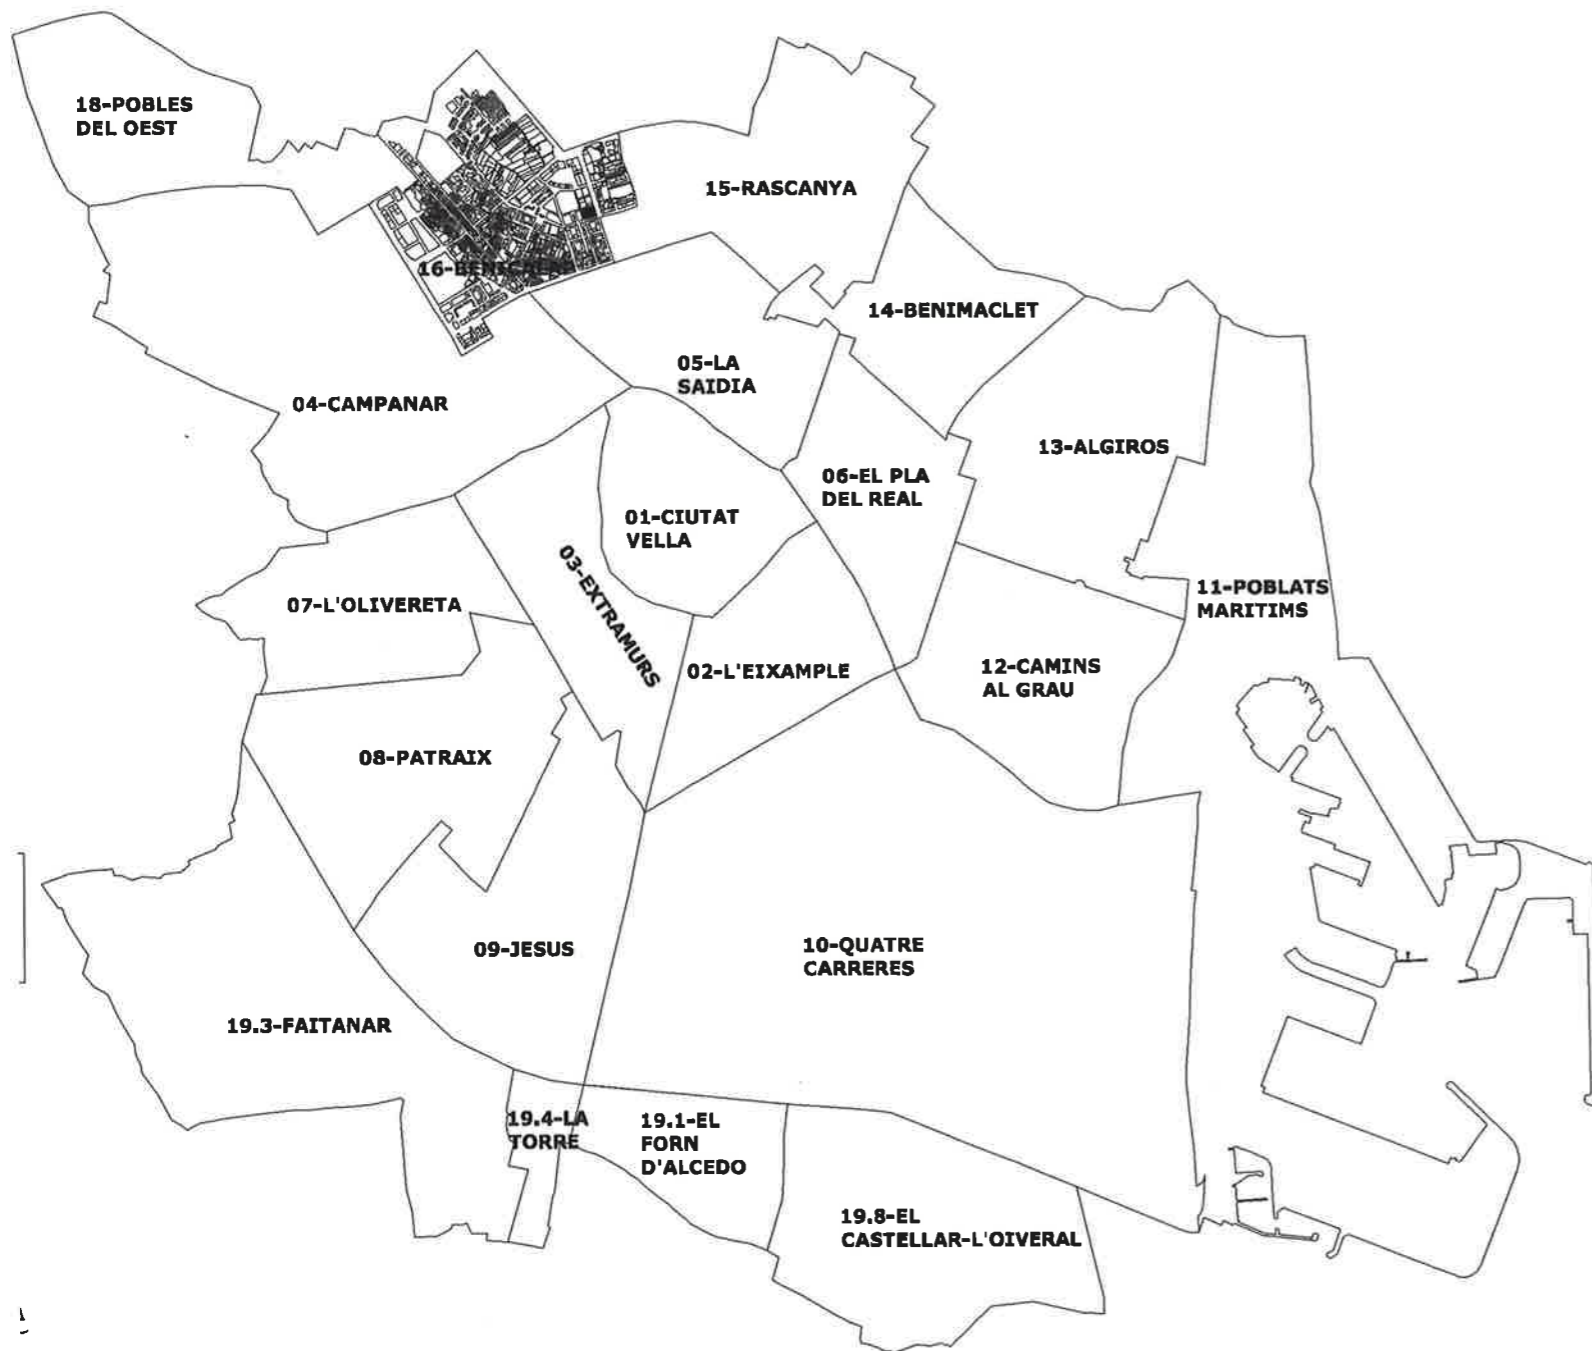 18-POBLES
DEL OEST
15-RASCANYA
16-BENICALAP
14-BENIMACLET
05-LA
SAIDIA
04-CAMPANAR
13-ALGIROS
06-EL PLA
DEL REAL
01-CIUTAT
VELLA
03-EXTRAMURS
07-L'OLIVERETA
11-POBLATS
MARITIMS
02-L'EIXAMPLE
12-CAMINS
AL GRAU
08-PATRAIX
09-JESUS
10-QUATRE
CARRERES
19.3-FAITANAR
19.4-LA
TORRE
19.1-EL
FORN
D'ALCEDO
19.8-EL
CASTELLAR-L'OIVERAL